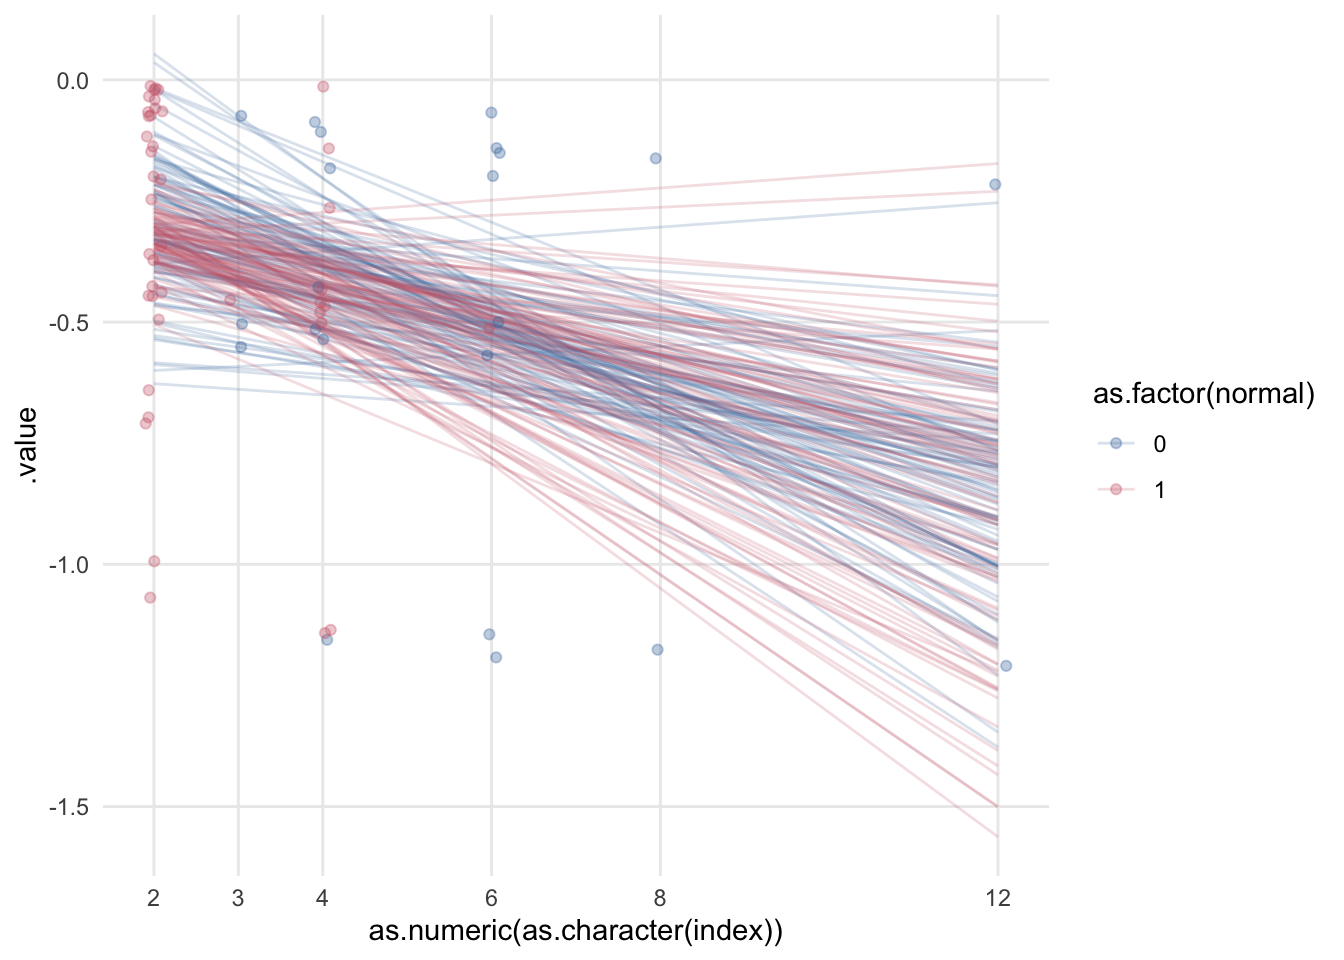 0.0
-0.5
-1.0
-1.5
.value
2 3 4 6 8 12
as.numeric(as.character(index))
as.factor(normal)
0
1